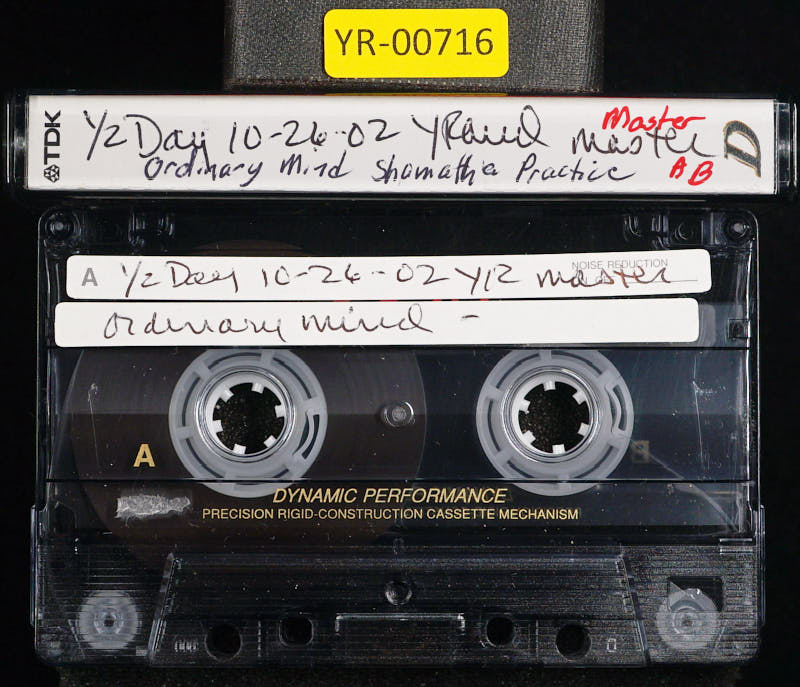 YR-00716
TDK 1/2 Day 10-26-02 YRand Master master D
Ordinary Mind Shamatha Practice AB
NOISE REDUCTION
A 1/2 Day 10-26-02 YR master
ordinary mind -
A
DYNAMIC PERFORMANCE
PRECISION RIGID-CONSTRUCTION CASSETTE MECHANISM